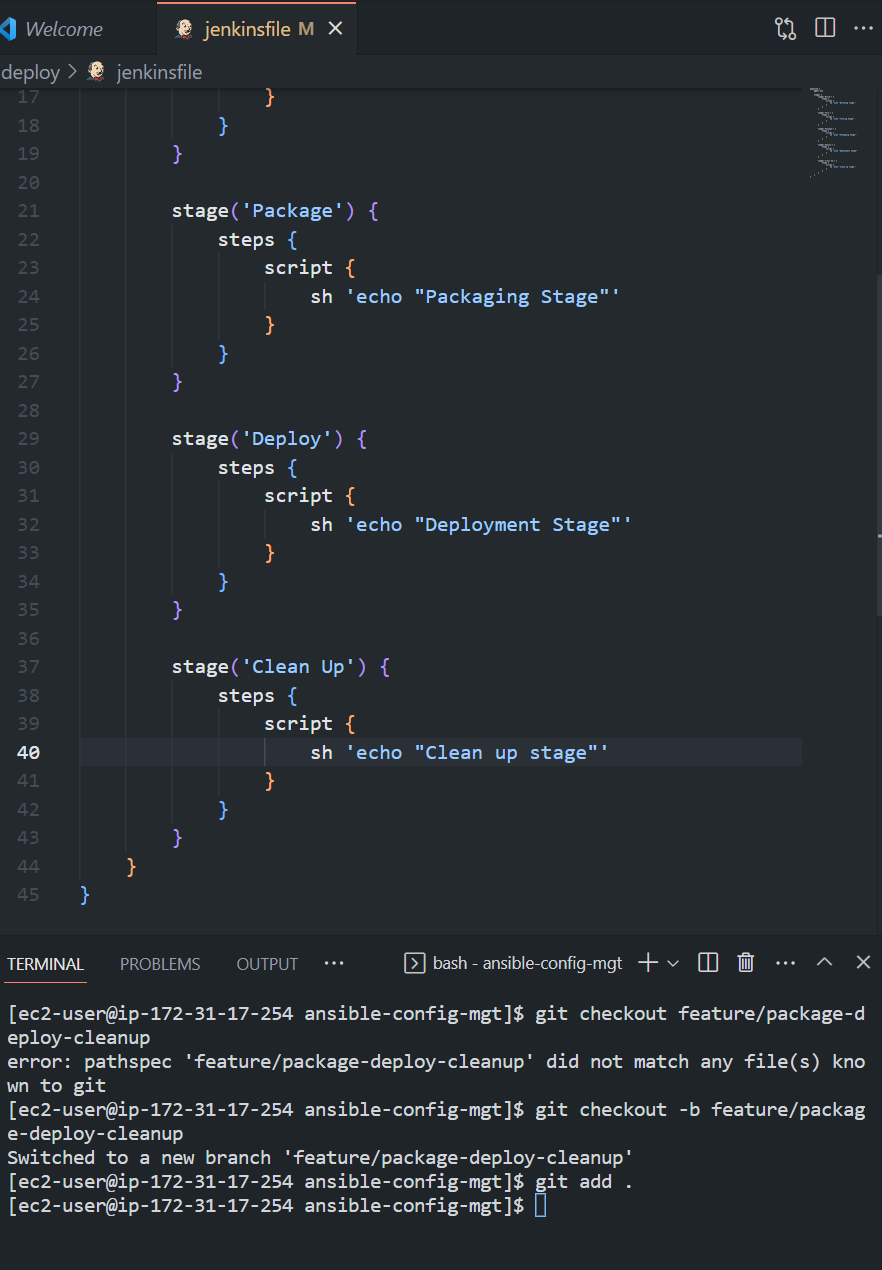 Welcome
jenkinsfile M
deploy > jenkinsfile
17 }
18 }
19 }
20
21 stage('Package') {
22 steps {
23 script {
24 sh 'echo "Packaging Stage"'
25 }
26 }
27 }
28
29 stage('Deploy') {
30 steps {
31 script {
32 sh 'echo "Deployment Stage"'
33 }
34 }
35 }
36
37 stage('Clean Up') {
38 steps {
39 script {
40 sh 'echo "Clean up stage"'
41 }
42 }
43 }
44 }
45 }
TERMINAL PROBLEMS OUTPUT ··· bash - ansible-config-mgt
[ec2-user@ip-172-31-17-254 ansible-config-mgt]$ git checkout feature/package-d
eploy-cleanup
error: pathspec 'feature/package-deploy-cleanup' did not match any file(s) kno
wn to git
[ec2-user@ip-172-31-17-254 ansible-config-mgt]$ git checkout -b feature/packag
e-deploy-cleanup
Switched to a new branch 'feature/package-deploy-cleanup'
[ec2-user@ip-172-31-17-254 ansible-config-mgt]$ git add .
[ec2-user@ip-172-31-17-254 ansible-config-mgt]$